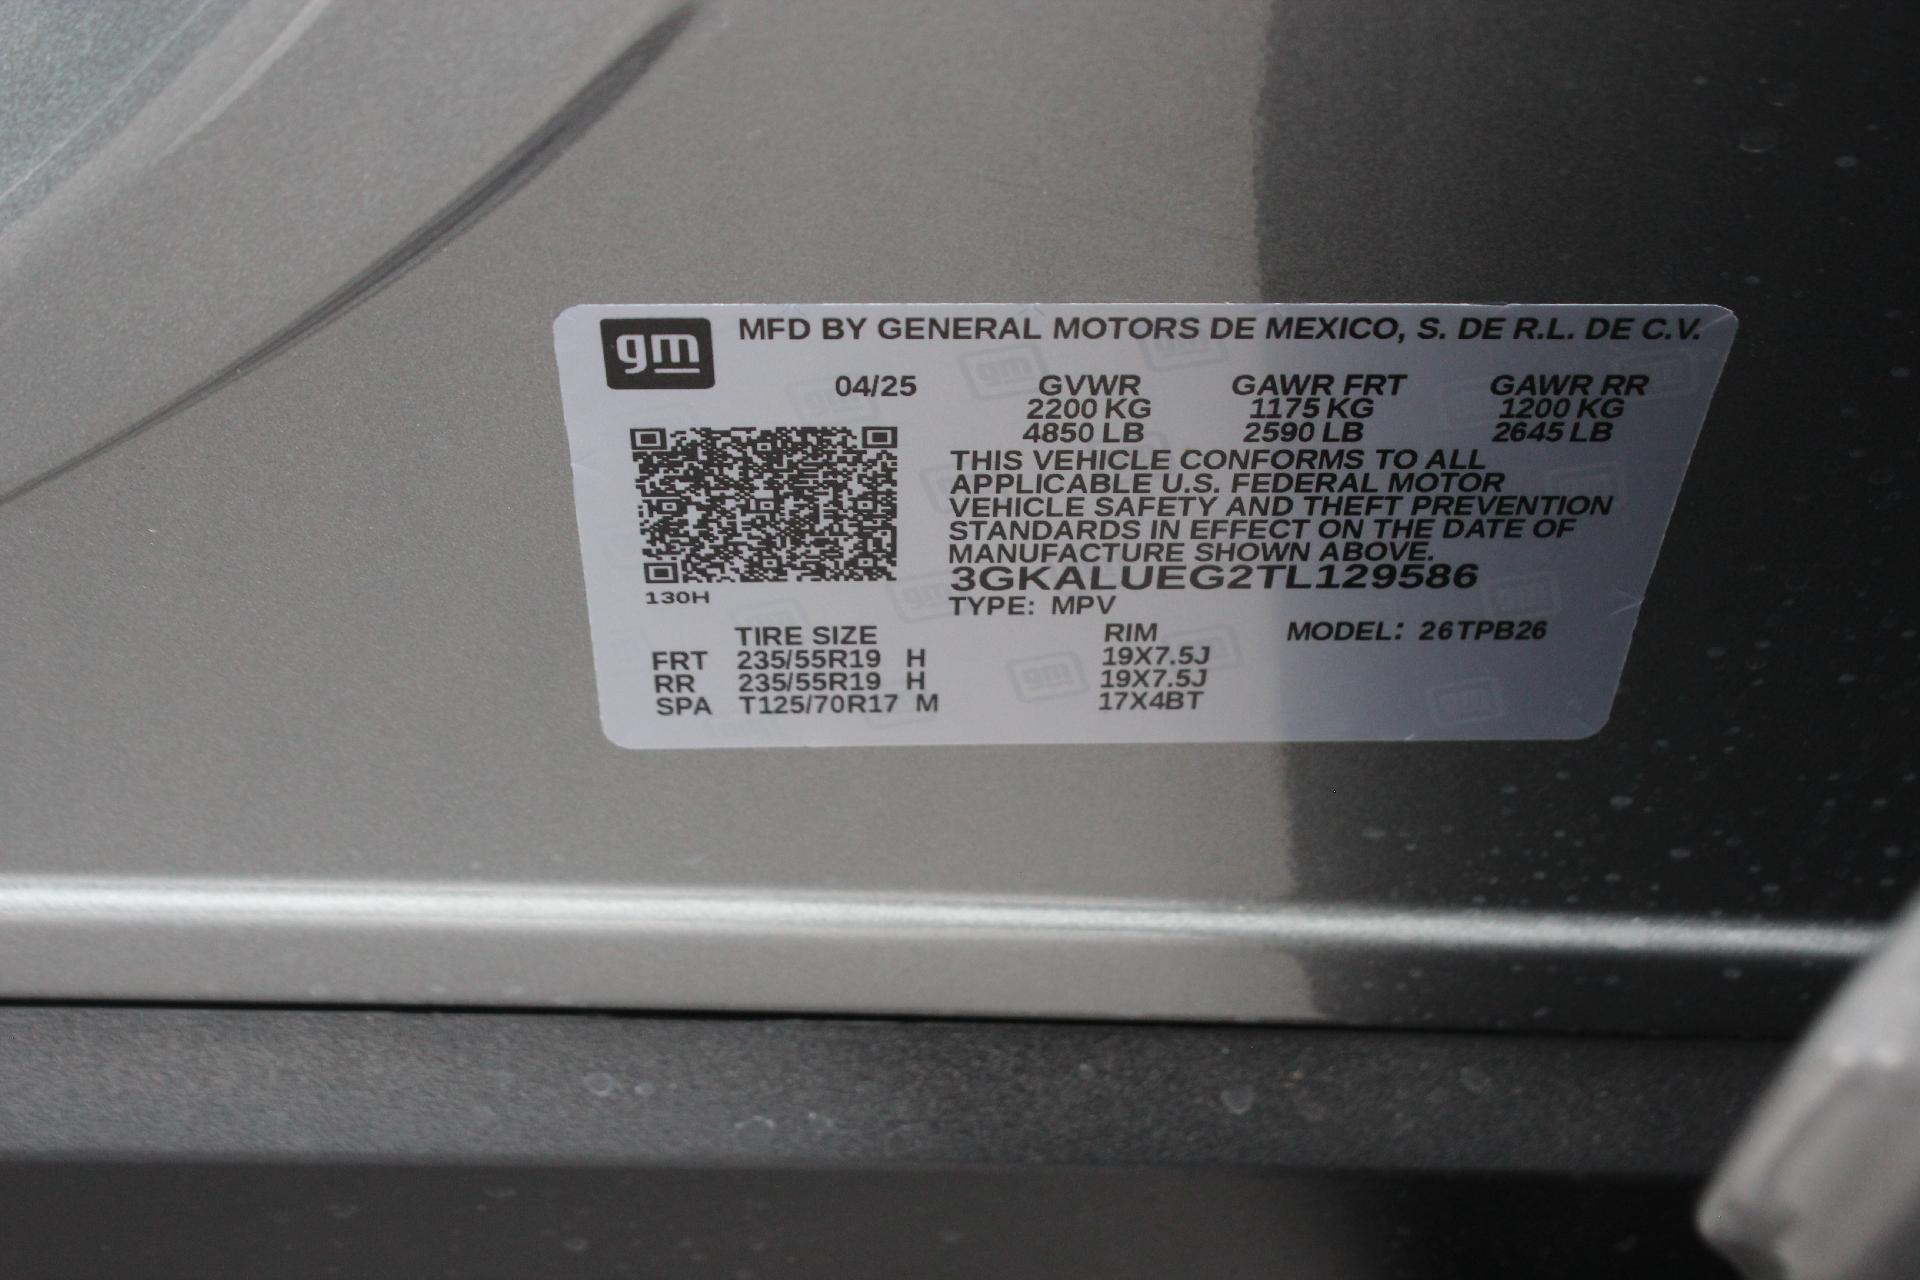 gm MFD BY GENERAL MOTORS DE MEXICO, S. DE R.L. DE C.V.
04/25 GVWR GAWR FRT GAWR RR
2200 KG 1175 KG 1200 KG
4850 LB 2590 LB 2645 LB
THIS VEHICLE CONFORMS TO ALL
APPLICABLE U.S. FEDERAL MOTOR
VEHICLE SAFETY AND THEFT PREVENTION
STANDARDS IN EFFECT ON THE DATE OF
MANUFACTURE SHOWN ABOVE.
3GKALUEG2TL129586
130H TYPE: MPV
TIRE SIZE RIM MODEL: 26TPB26
FRT 235/55R19 H 19X7.5J
RR 235/55R19 H 19X7.5J
SPA T125/70R17 M 17X4BT